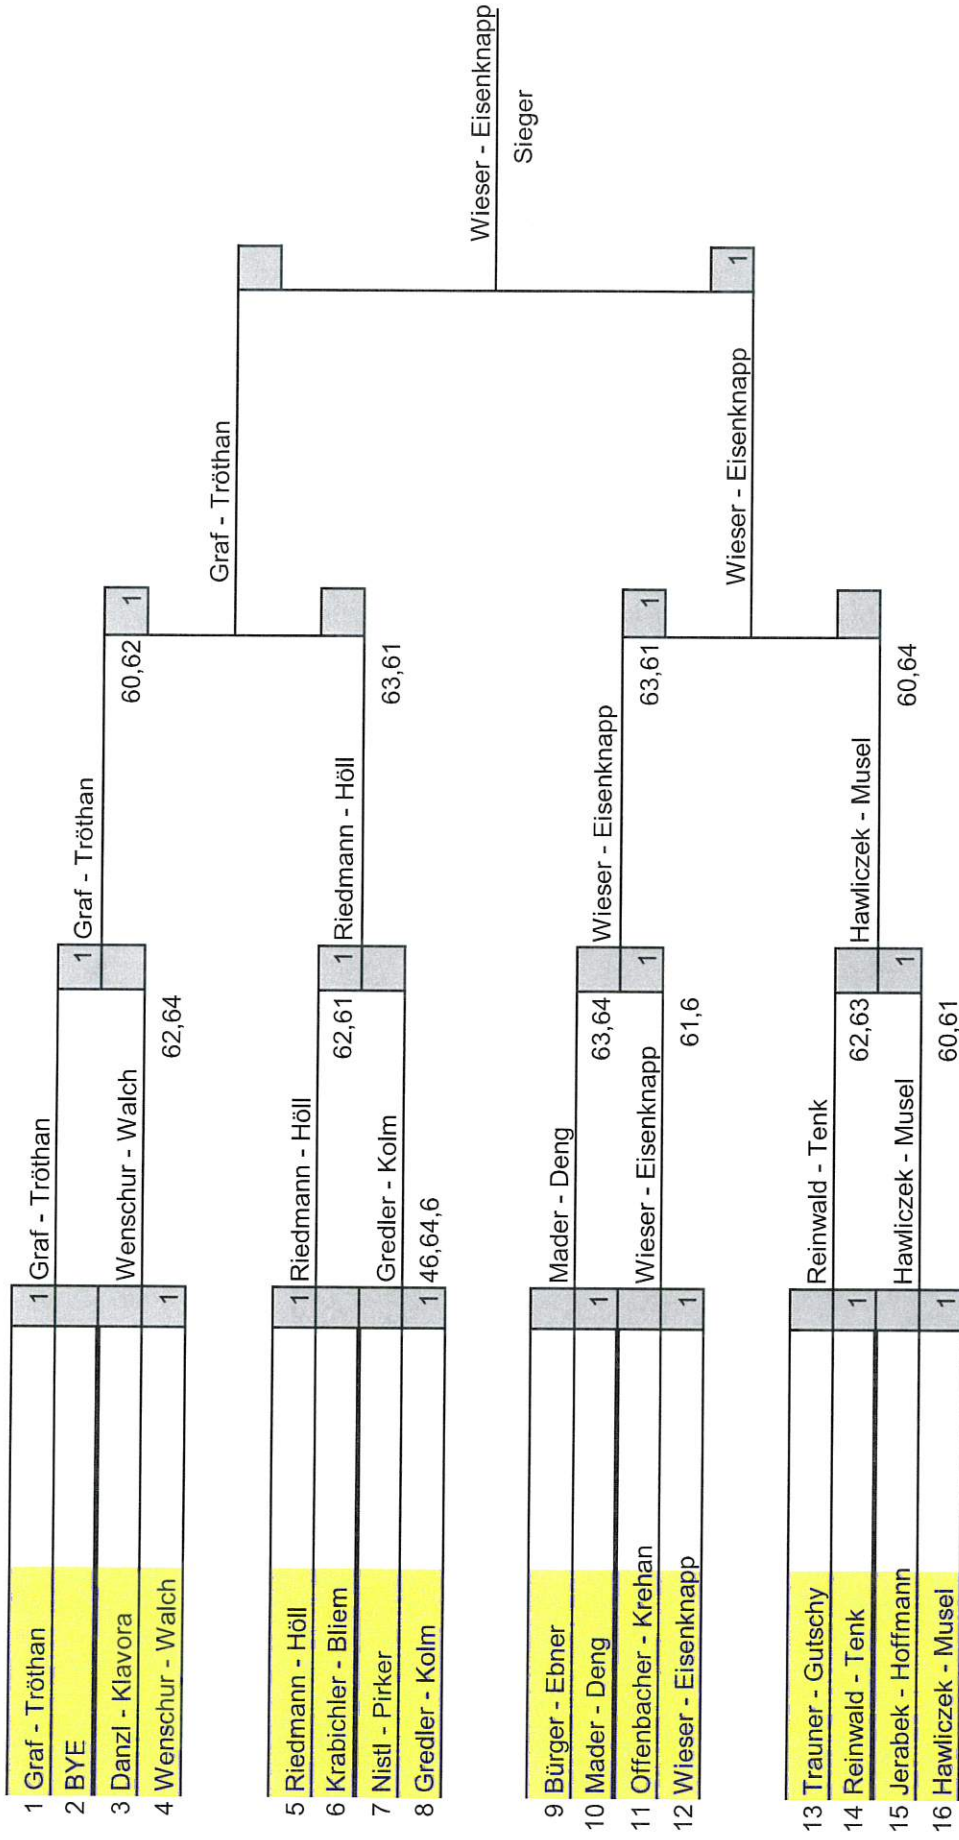 1 Graf - Tröthan
2 BYE
3 Danzl - Klavora
4 Wenschur - Walch
5 Riedmann - Höll
6 Krabichler - Bliem
7 Nistl - Pirker
8 Gredler - Kolm
9 Bürger - Ebner
10 Mader - Deng
11 Offenbacher - Krehan
12 Wieser - Eisenknapp
13 Trauner - Gutschy
14 Reinwald - Tenk
15 Jerabek - Hoffmann
16 Hawliczek - Musel
1 Graf - Tröthan
Wenschur - Walch
1
62,64
1 Riedmann - Höll
Gredler - Kolm
1 46,64,6
62,61
Mader - Deng
1
63,64
Wieser - Eisenknapp
1
61,6
Reinwald - Tenk
1
62,63
Hawliczek - Musel
1
60,61
1 Graf - Tröthan
60,62
1 Riedmann - Höll
63,61
Wieser - Eisenknapp
1
63,61
Hawliczek - Musel
1
60,64
1
Graf - Tröthan
1
Wieser - Eisenknapp
1
Wieser - Eisenknapp
Sieger